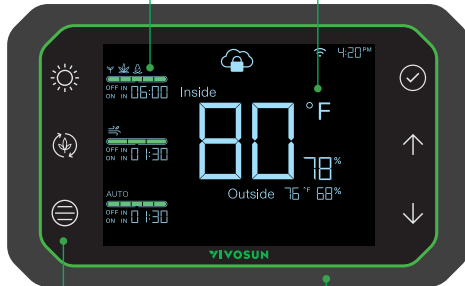 4:20PM
OFF IN
ON IN 06:00
Inside
80°F
78%
OFF IN
ON IN 01:30
Outside 76°F 68%
AUTO
OFF IN
ON IN 01:30
VIVOSUN